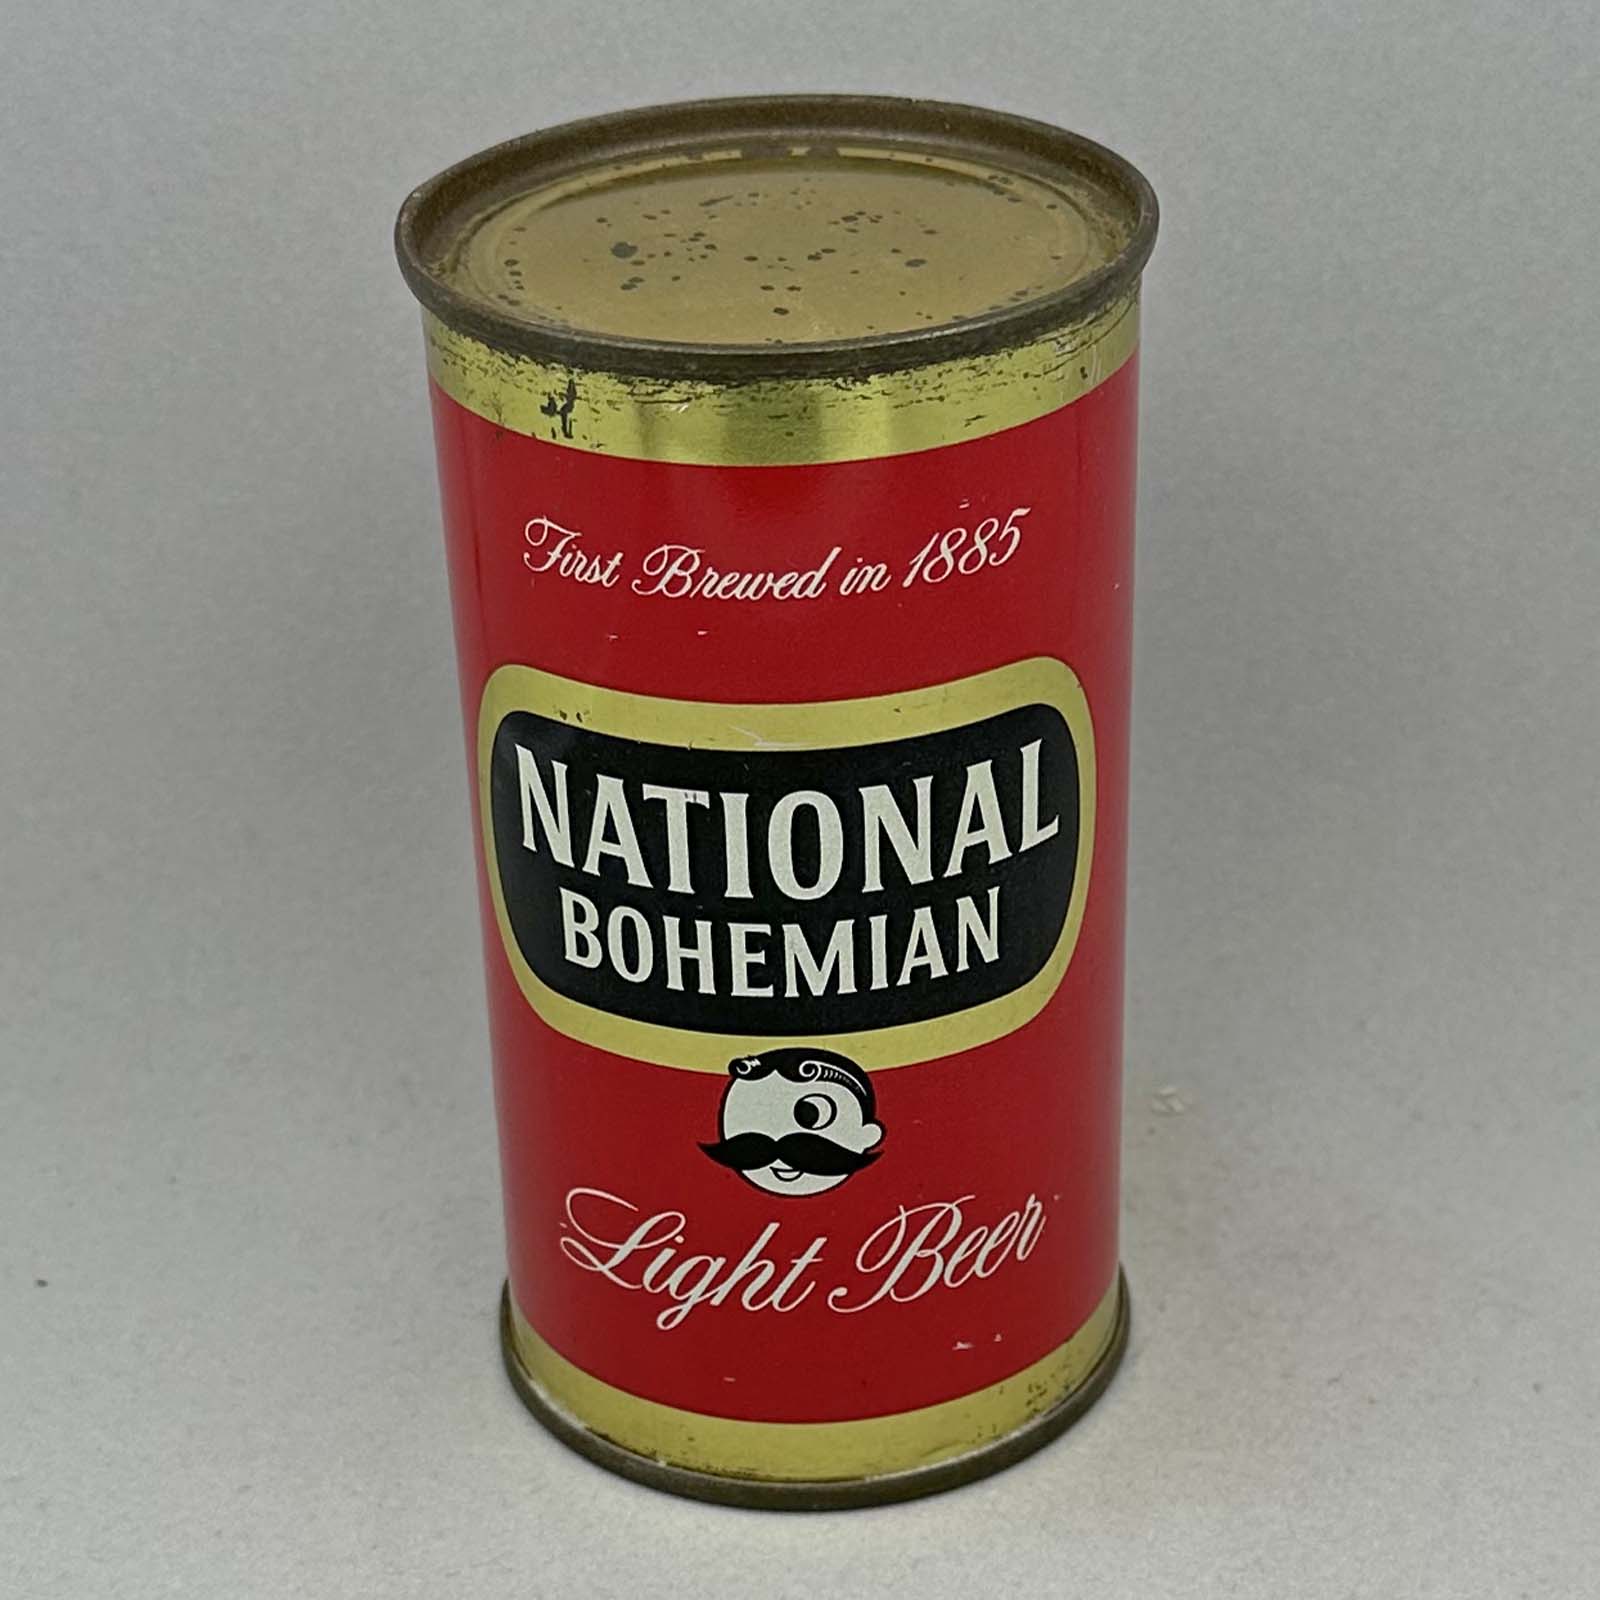 First Brewed in 1885
NATIONAL
BOHEMIAN
Light Beer